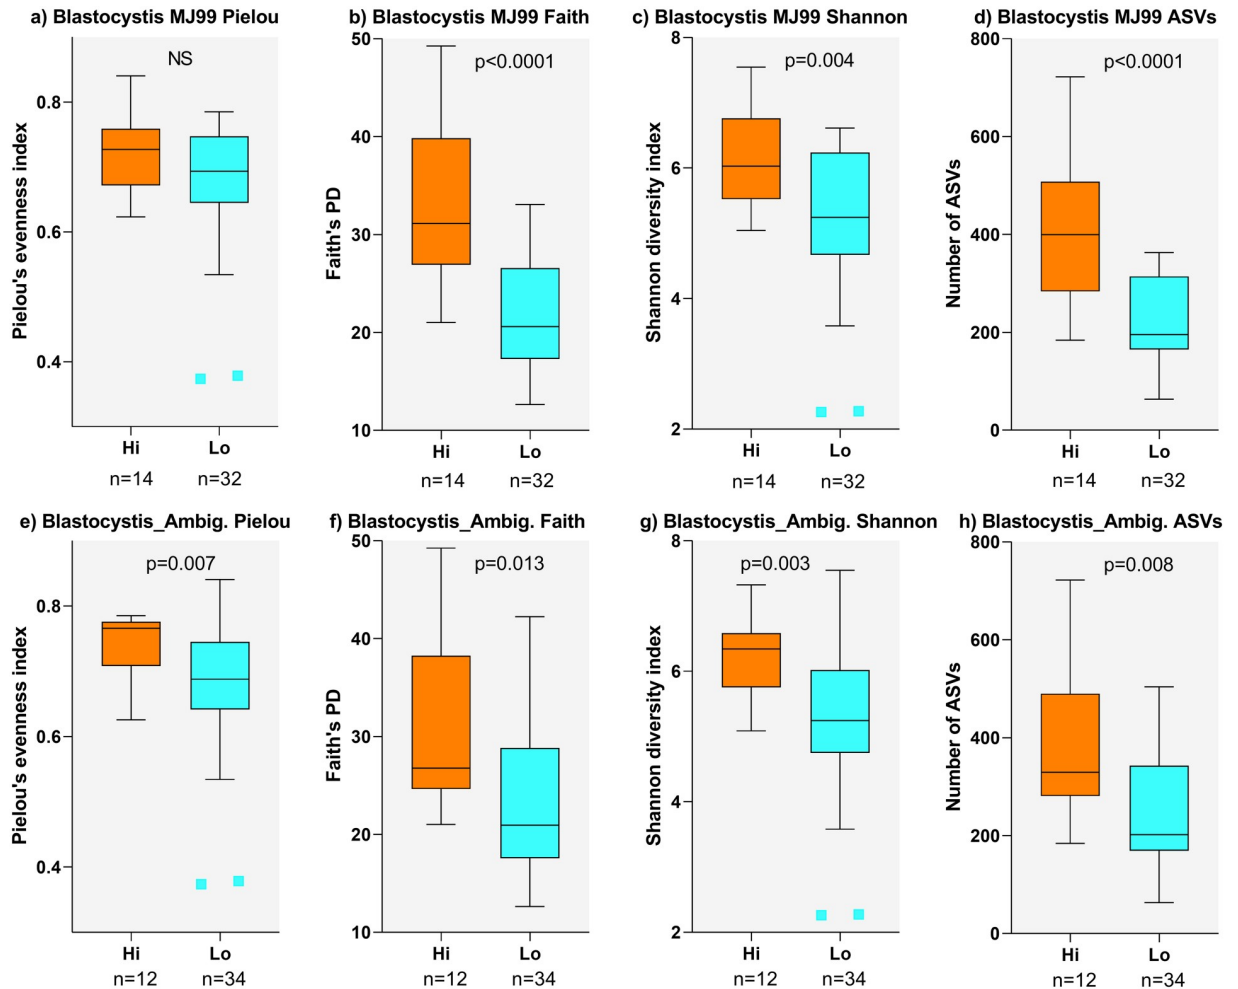 a) Blastocystis MJ99 Pielou
NS
0.8
0.6
0.4
Pielou's evenness index
Hi
Lo
n=14
n=32
b) Blastocystis MJ99 Faith
p<0.0001
50
40
30
20
10
Faith's PD
Hi
Lo
n=14
n=32
c) Blastocystis MJ99 Shannon
p=0.004
8
6
4
2
Shannon diversity index
Hi
Lo
n=14
n=32
d) Blastocystis MJ99 ASVs
p<0.0001
800
600
400
200
0
Number of ASVs
Hi
Lo
n=14
n=32
e) Blastocystis_Ambig. Pielou
p=0.007
0.8
0.6
0.4
Pielou's evenness index
Hi
Lo
n=12
n=34
f) Blastocystis_Ambig. Faith
p=0.013
50
40
30
20
10
Faith's PD
Hi
Lo
n=12
n=34
g) Blastocystis_Ambig. Shannon
p=0.003
8
6
4
2
Shannon diversity index
Hi
Lo
n=12
n=34
h) Blastocystis_Ambig. ASVs
p=0.008
800
600
400
200
0
Number of ASVs
Hi
Lo
n=12
n=34